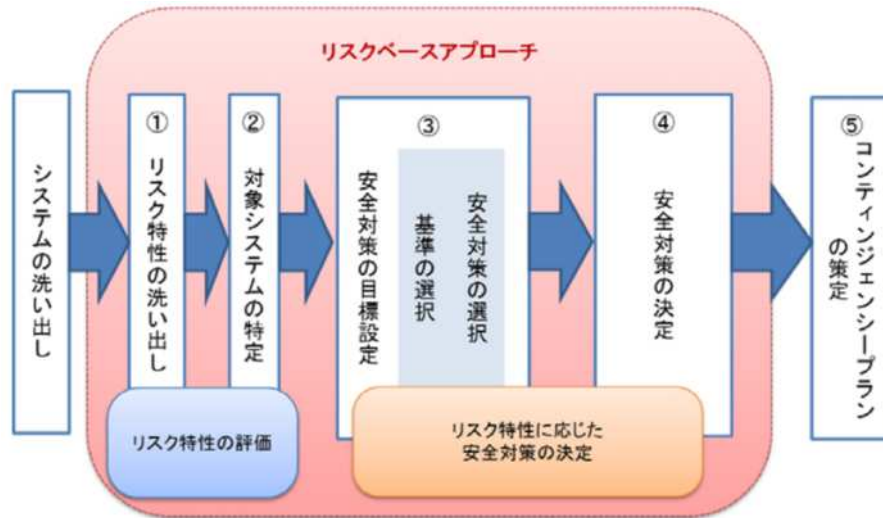 リスクベースアプローチ
システムの洗い出し
①
リスク特性の洗い出し
②
対象システムの特定
③
安全対策の目標設定
基準の選択
安全対策の選択
④
安全対策の決定
⑤
コンティンジェンシープラン
の策定
リスク特性の評価
リスク特性に応じた
安全対策の決定